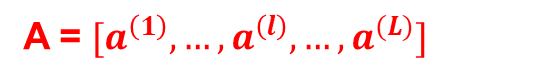 A = [a^(1), ..., a^(l), ..., a^(L)]